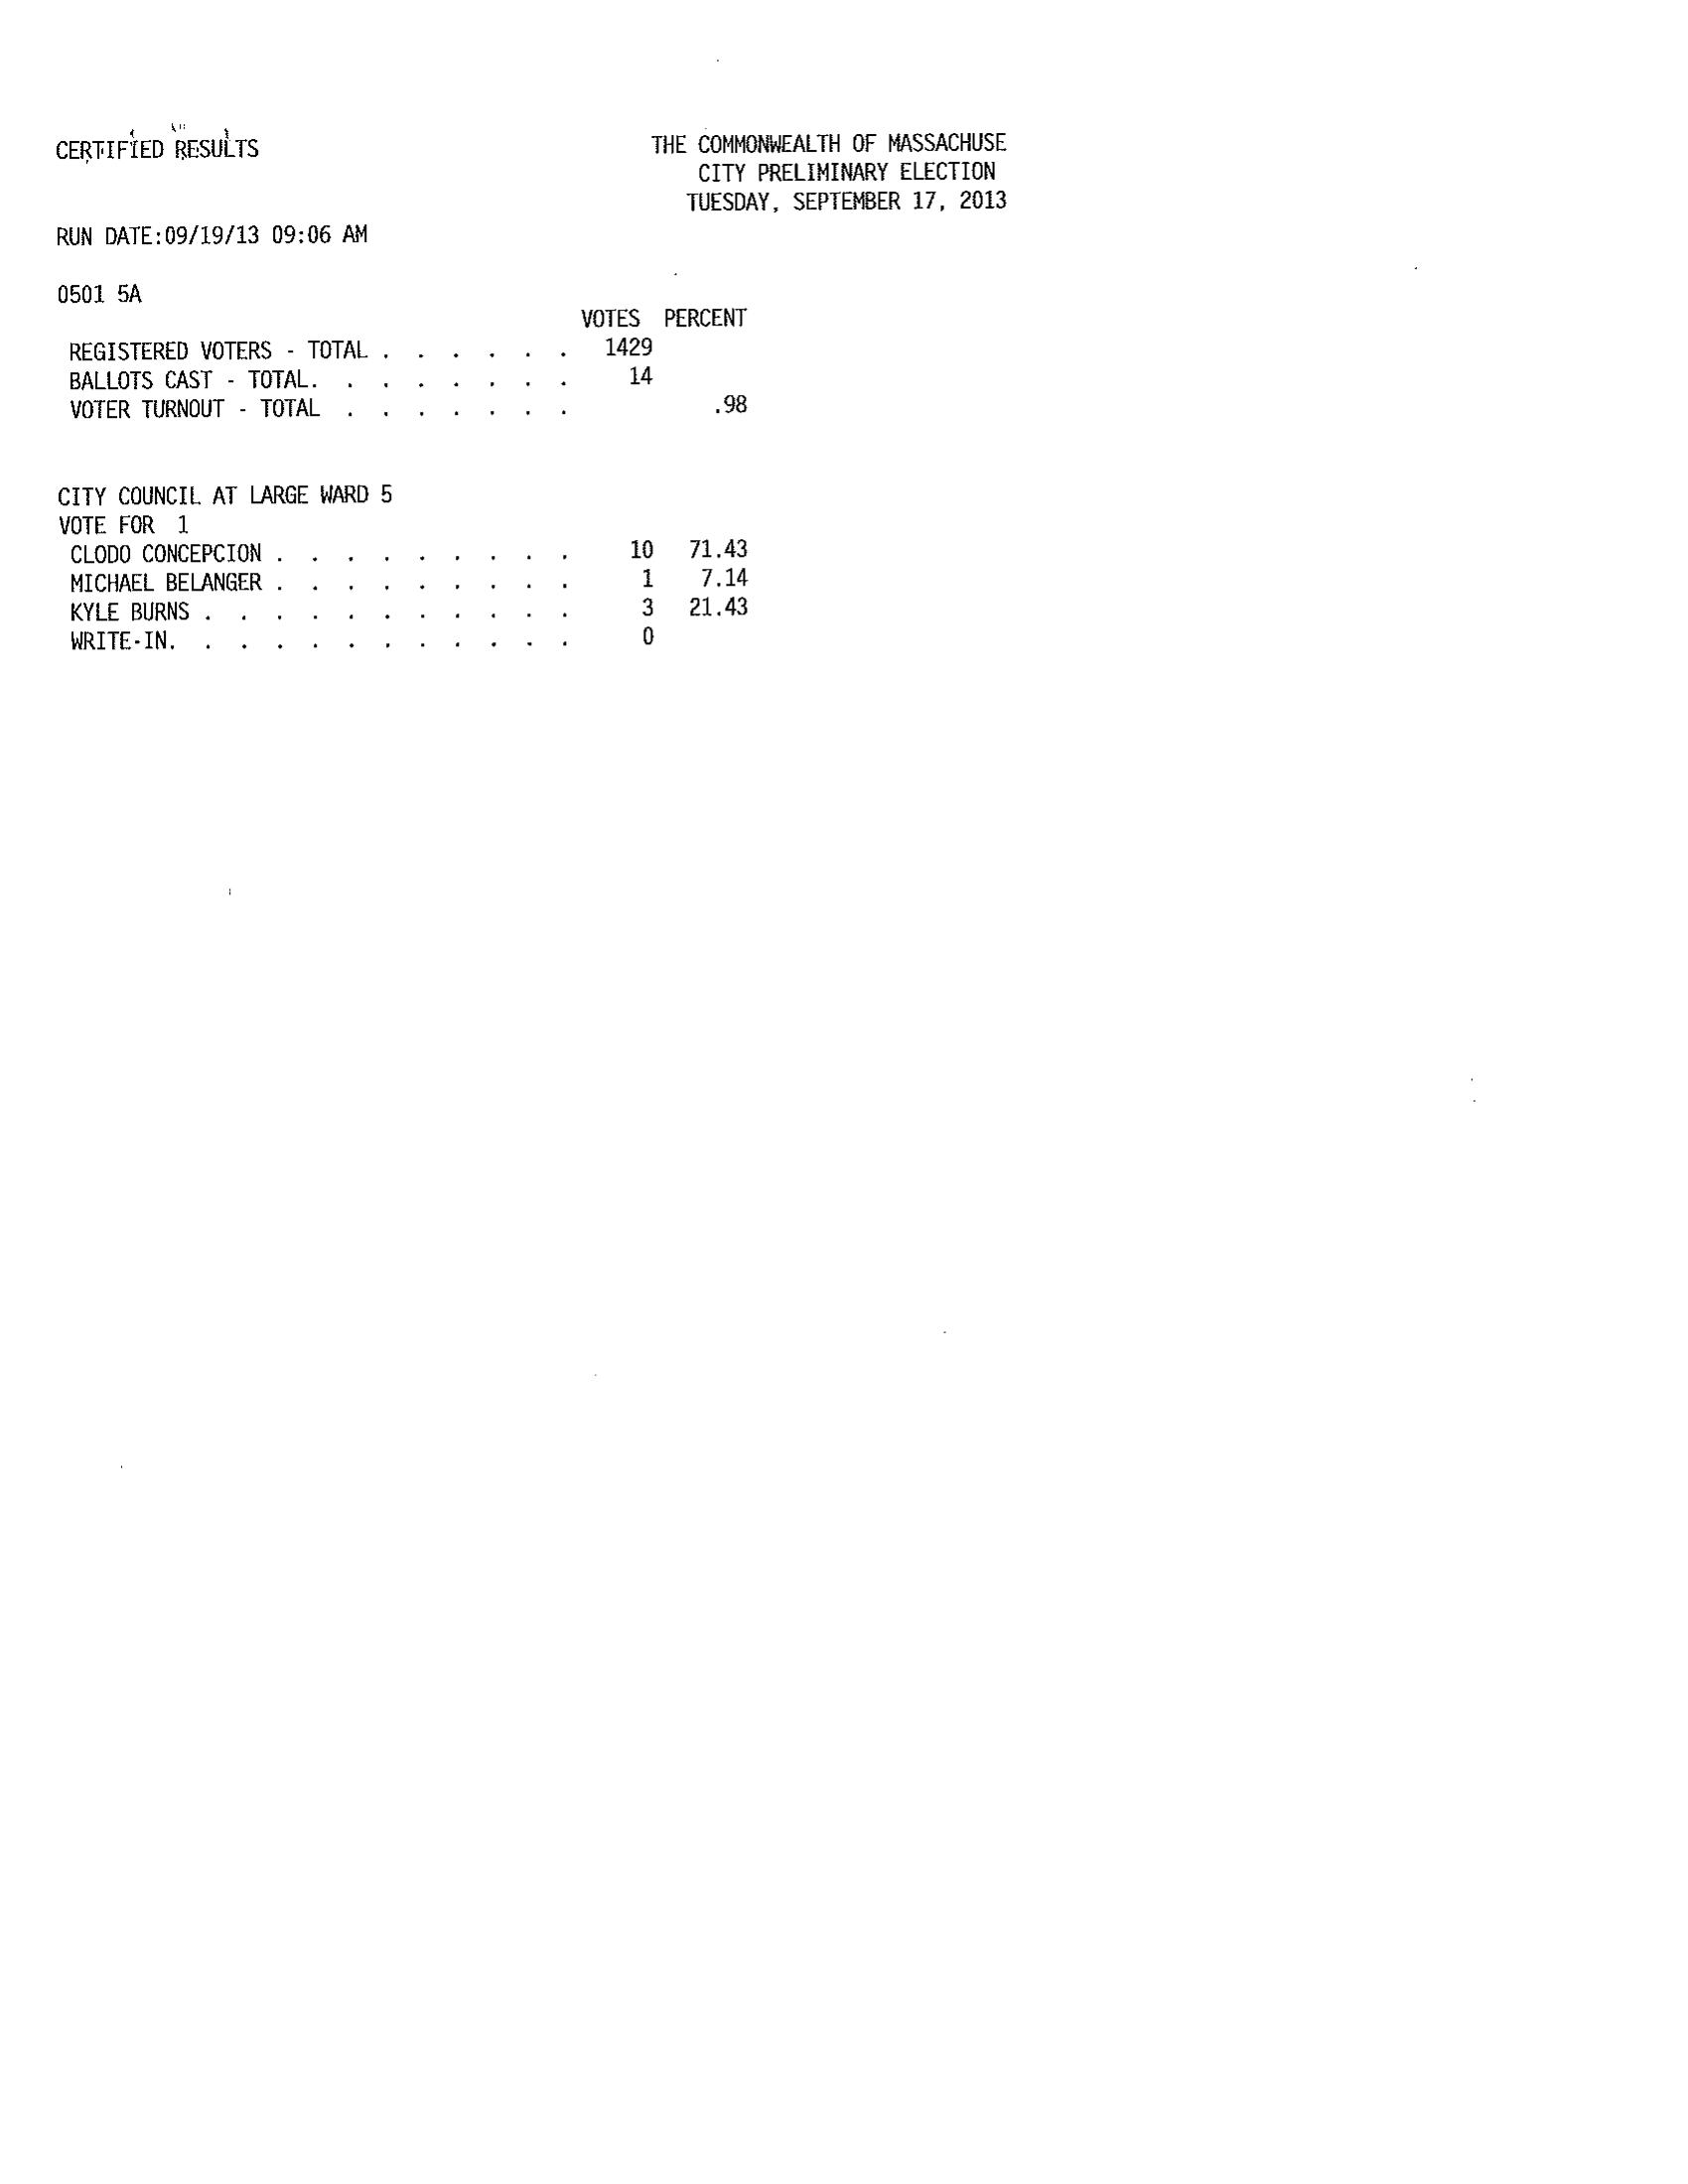 CERTIFIED RESULTS
THE COMMONWEALTH OF MASSACHUSE
CITY PRELIMINARY ELECTION
TUESDAY, SEPTEMBER 17, 2013
RUN DATE:09/19/13 09:06 AM
0501 5A
VOTES PERCENT
REGISTERED VOTERS - TOTAL . . . . . . 1429
BALLOTS CAST - TOTAL. . . . . . . . 14
VOTER TURNOUT - TOTAL . . . . . . . .98
CITY COUNCIL AT LARGE WARD 5
VOTE FOR 1
CLODO CONCEPCION . . . . . . . . . 10 71.43
MICHAEL BELANGER . . . . . . . . . 1 7.14
KYLE BURNS . . . . . . . . . . . 3 21.43
WRITE-IN. . . . . . . . . . . . 0